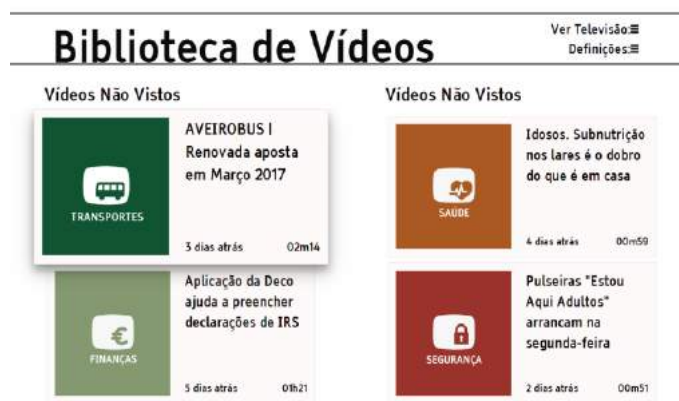 Biblioteca de Vídeos
Ver Televisão:≡
Definições:≡
Vídeos Não Vistos
TRANSPORTES
AVEIROBUS |
Renovada aposta
em Março 2017
3 dias atrás 02m14
FINANÇAS
Aplicação da Deco
ajuda a preencher
declarações de IRS
5 dias atrás 01h21
Vídeos Não Vistos
SAÚDE
Idosos. Subnutrição
nos lares é o dobro
do que é em casa
4 dias atrás 00m59
SEGURANÇA
Pulseiras "Estou
Aqui Adultos"
arrancam na
segunda-feira
2 dias atrás 00m51